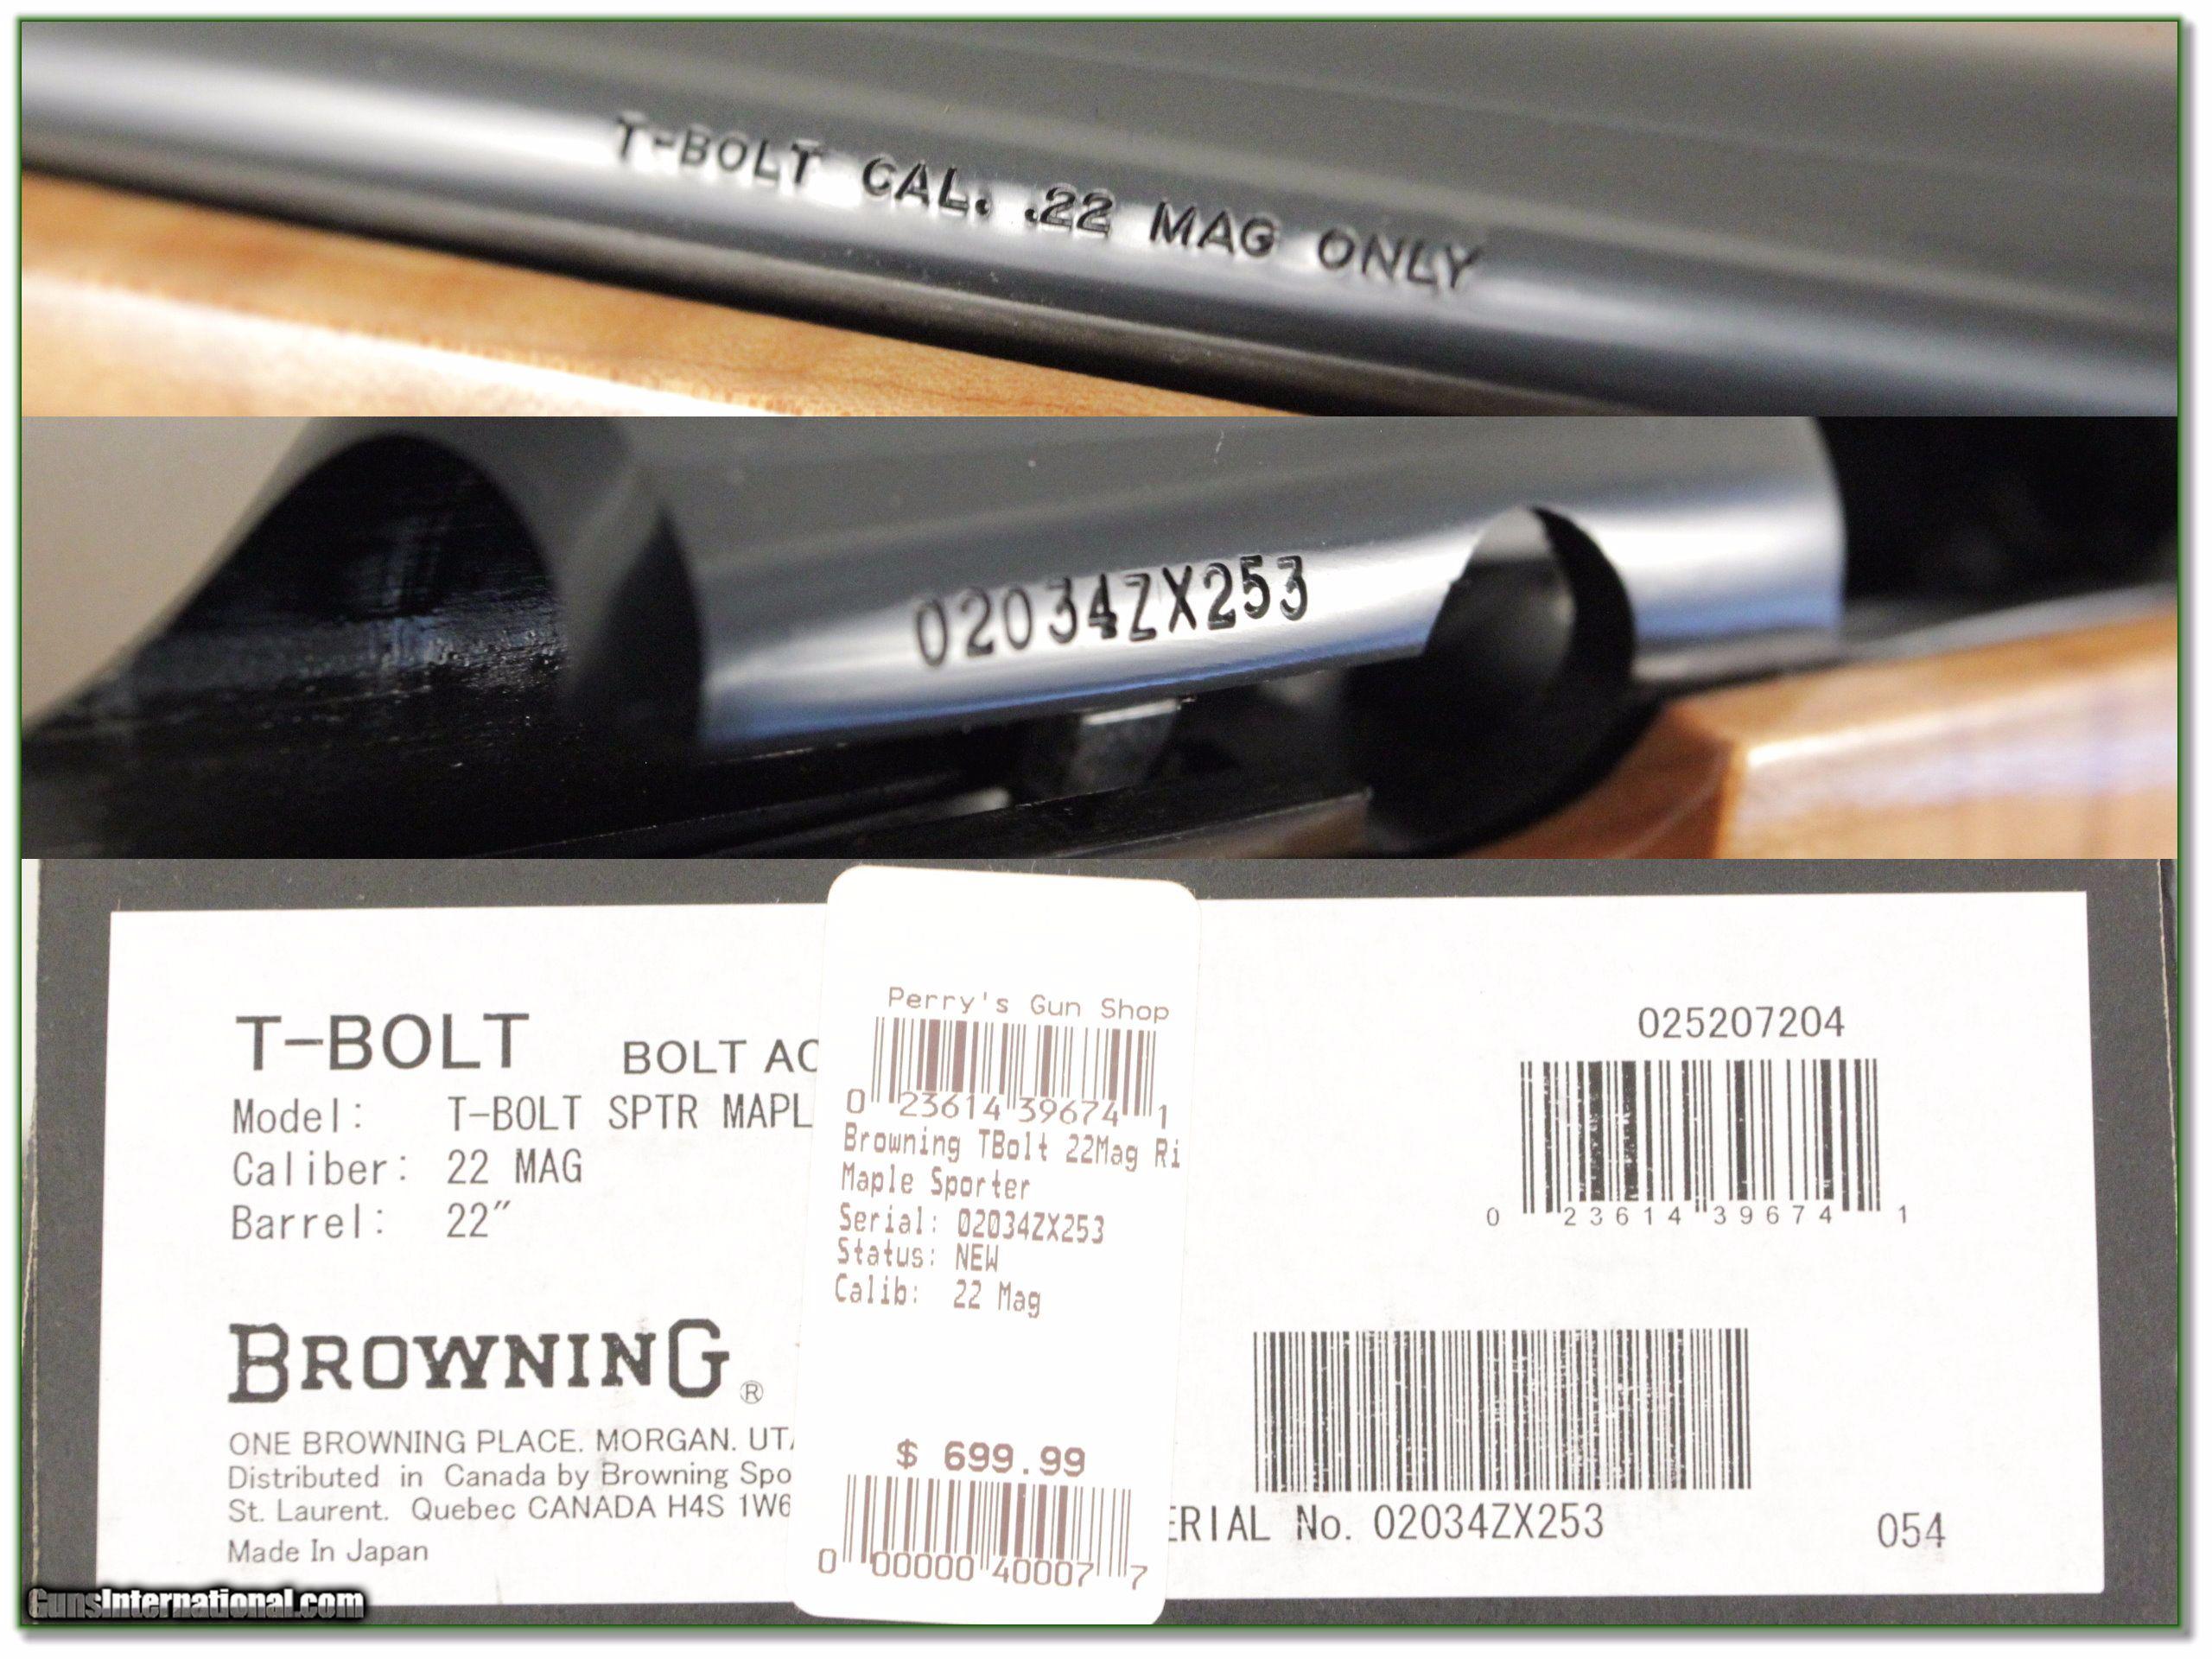 T-BOLT CAL. .22 MAG ONLY
02034ZX253
T-BOLT BOLT AC
Model: T-BOLT SPTR MAPL
Caliber: 22 MAG
Barrel: 22"
BROWNING®
ONE BROWNING PLACE. MORGAN. UTA
Distributed in Canada by Browning Spo
St. Laurent. Quebec CANADA H4S 1W6
Made In Japan
Perry's Gun Shop
0 23614 39674 1
Browning TBolt 22Mag Ri
Maple Sporter
Serial: 02034ZX253
Status: NEW
Calib: 22 Mag
$ 699.99
0 00000 40007 7
025207204
0 23614 39674 1
ERIAL No. 02034ZX253
054
GunsInternational.com